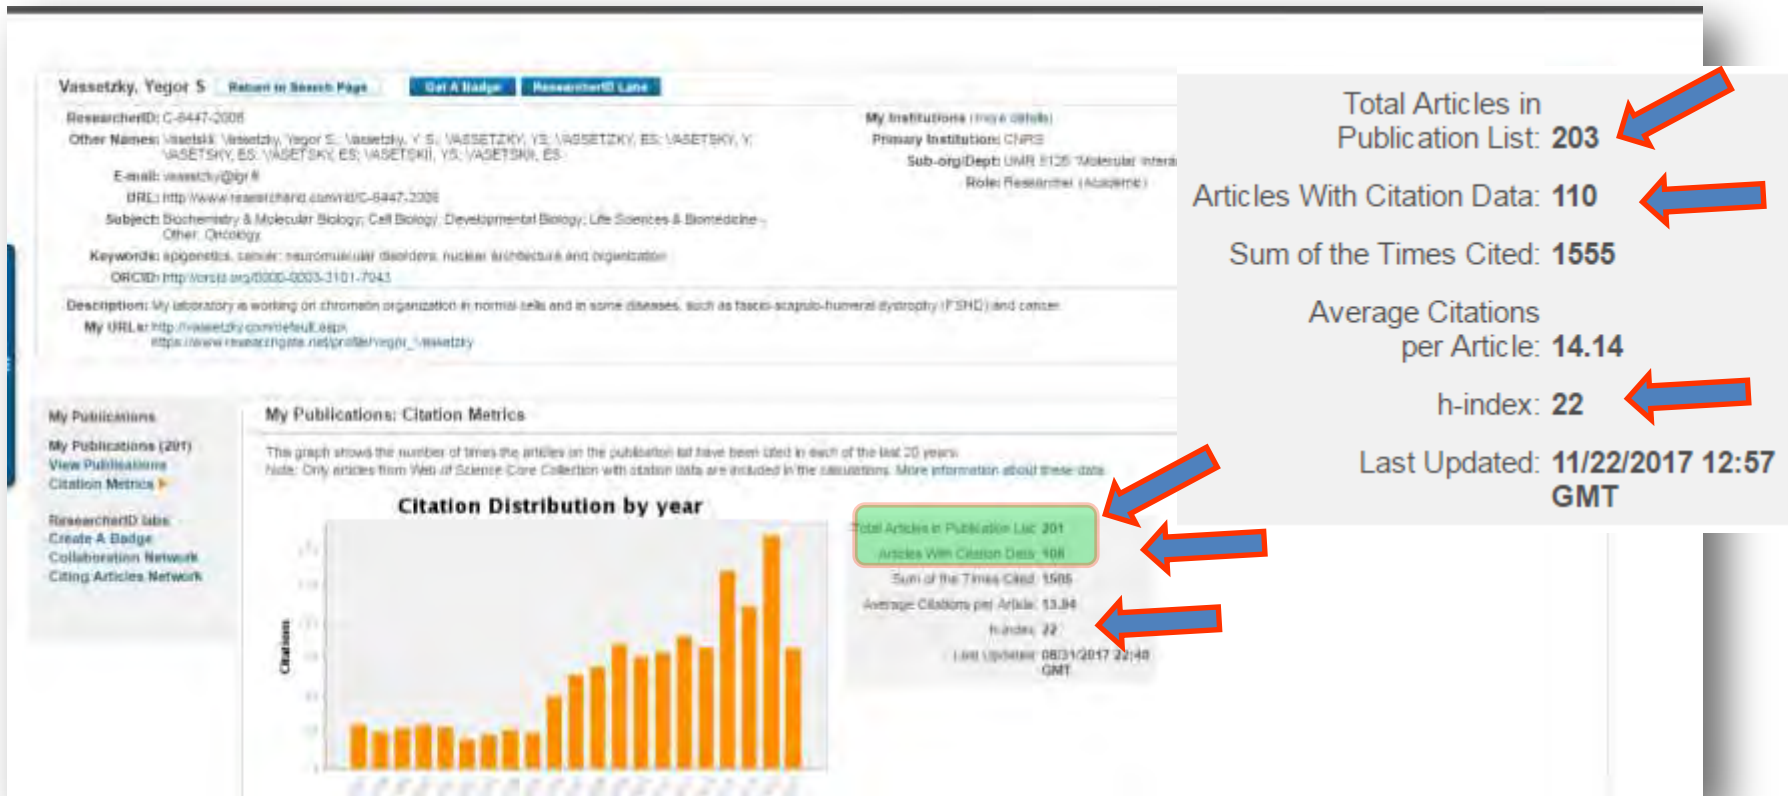 Vassetzky, Yegor S Return to Search Page Get A Badge ResearcherID Labs
ResearcherID: C-6447-2008
Other Names: Vassetzky, Yegor S.; Vassetzky, Y. S.; VASSETZKY, YS; VASSETZKY, ES; VASETSKY, Y;
VASETSKY, ES; VASETSKY, ES; VASETSKII, YS; VASETSKII, ES
E-mail: vassetzky@igr.fr
URL: http://www.researcherid.com/rid/C-6447-2008
Subject: Biochemistry & Molecular Biology; Cell Biology; Developmental Biology; Life Sciences & Biomedicine -
Other; Oncology
Keywords: epigenetics, cancer, neuromuscular disorders, nuclear architecture and organization
ORCID: http://orcid.org/0000-0003-3101-7043
My Institutions (more details)
Primary Institution: CNRS
Sub-org/Dept: UMR 8126 "Molecular
Role: Researcher (Academic)
Description: My laboratory is working on chromatin organization in normal cells and in some diseases, such as fascio-scapulo-humeral dystrophy (FSHD) and cancer
My URLs: http://vassetzky.com/default.aspx
https://www.researchgate.net/profile/Yegor_Vassetzky
My Publications
My Publications (201)
View Publications
Citation Metrics
ResearcherID labs
Create A Badge
Collaboration Network
Citing Articles Network
My Publications: Citation Metrics
This graph shows the number of times the articles on the publication list have been cited in each of the last 20 years.
Note: Only articles from Web of Science Core Collection with citation data are included in the calculations. More information about these data.
Citation Distribution by year
Citations
Total Articles in Publication List: 201
Articles With Citation Data: 108
Sum of the Times Cited: 1505
Average Citations per Article: 13.94
h-index: 22
Last Updated: 08/31/2017 22:48
GMT
Total Articles in
Publication List: 203
Articles With Citation Data: 110
Sum of the Times Cited: 1555
Average Citations
per Article: 14.14
h-index: 22
Last Updated: 11/22/2017 12:57
GMT